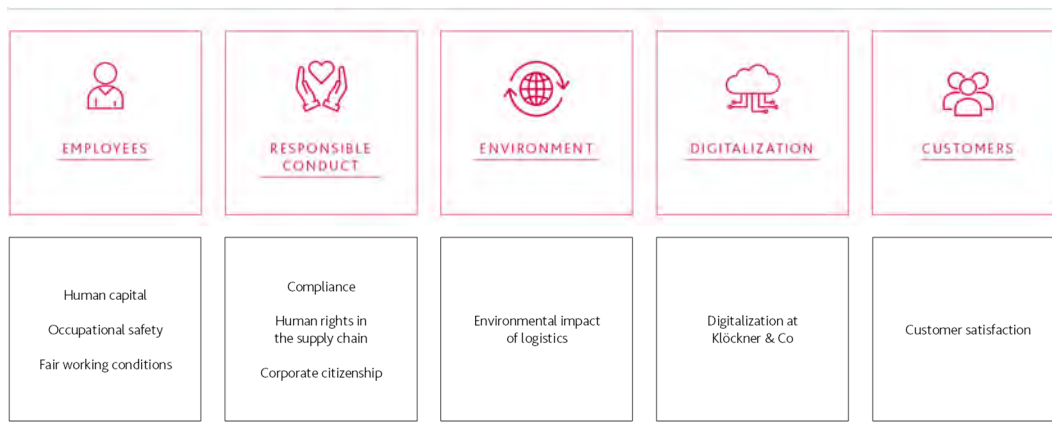 EMPLOYEES
RESPONSIBLE
CONDUCT
ENVIRONMENT
DIGITALIZATION
CUSTOMERS
Human capital
Occupational safety
Fair working conditions
Compliance
Human rights in
the supply chain
Corporate citizenship
Environmental impact
of logistics
Digitalization at
Klöckner & Co
Customer satisfaction